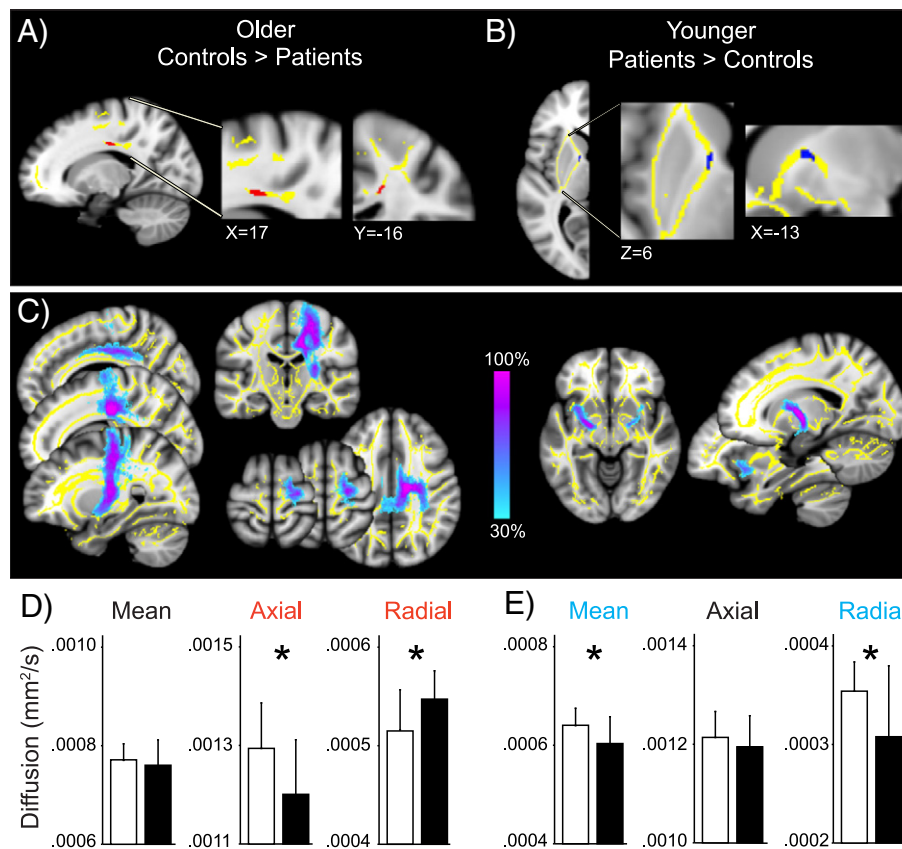 A)
Older
Controls > Patients
X=17
Y=-16
B)
Younger
Patients > Controls
Z=6
X=-13
C)
100%
30%
D)
Mean
Axial
Radial
Diffusion (mm²/s)
.0010
.0008
.0006
.0015
.0013
.0011
*
.0006
.0005
.0004
*
E)
Mean
Axial
Radia
.0008
.0006
.0004
*
.0014
.0012
.0010
.0004
.0003
.0002
*